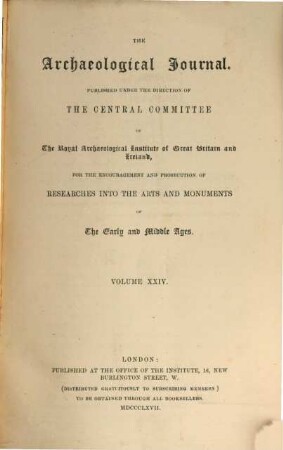 THE
Archaeological Journal.
PUBLISHED UNDER THE DIRECTION OF
THE CENTRAL COMMITTEE
OF
The Royal Archaeological Institute of Great Britain and
Ireland,
FOR THE ENCOURAGEMENT AND PROSECUTION OF
RESEARCHES INTO THE ARTS AND MONUMENTS
OF
The Early and Middle Ages.
VOLUME XXIV.
LONDON:
PUBLISHED AT THE OFFICE OF THE INSTITUTE, 16, NEW
BURLINGTON STREET, W.
(DISTRIBUTED GRATUITOUSLY TO SUBSCRIBING MEMBERS)
TO BE OBTAINED THROUGH ALL BOOKSELLERS.
MDCCCLXVII.